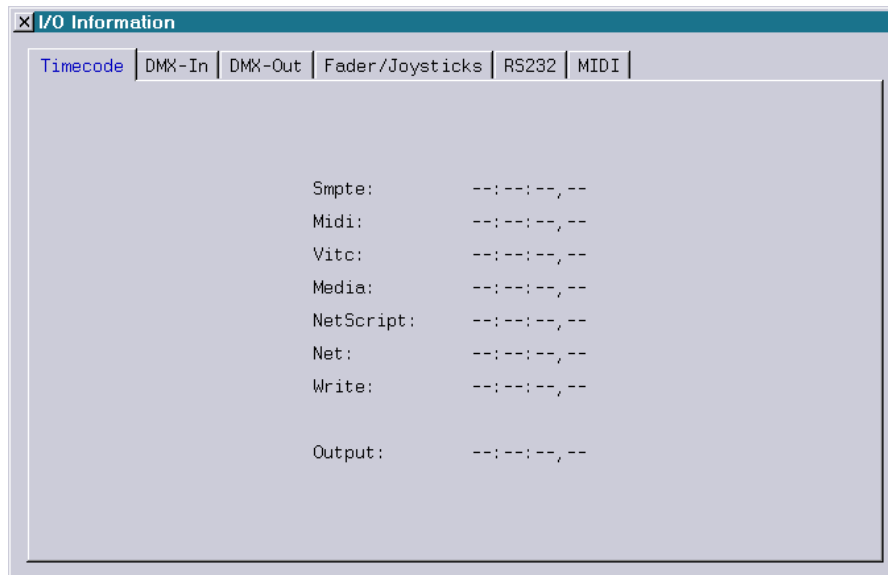 I/O Information
Timecode DMX-In DMX-Out Fader/Joysticks RS232 MIDI
Smpte: --:--:--,--
Midi: --:--:--,--
Vitc: --:--:--,--
Media: --:--:--,--
NetScript: --:--:--,--
Net: --:--:--,--
Write: --:--:--,--
Output: --:--:--,--